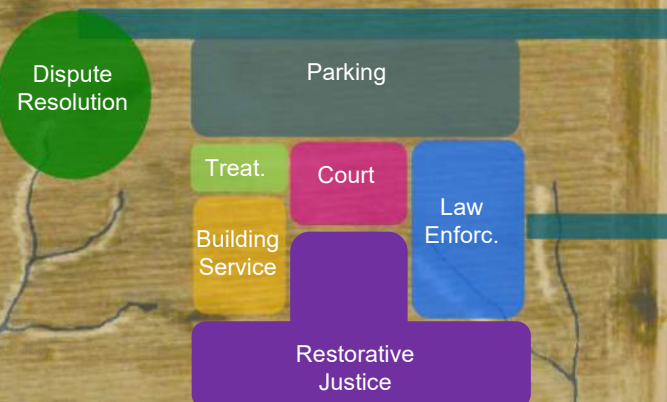 Dispute
Resolution
Parking
Treat.
Court
Law
Enforc.
Building
Service
Restorative
Justice